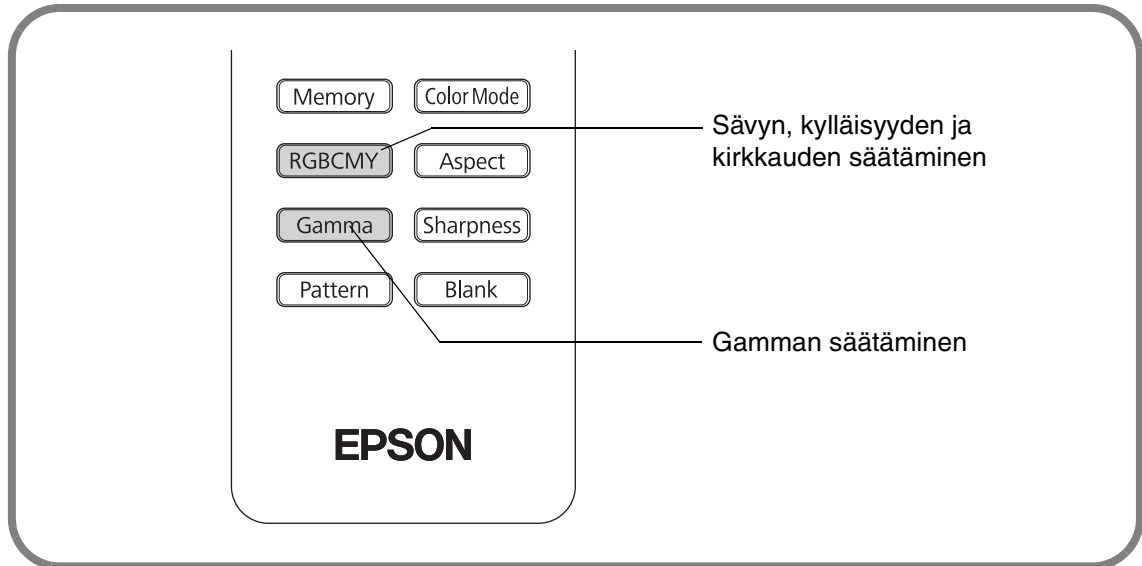 Memory Color Mode
RGBCMY Aspect
Gamma Sharpness
Pattern Blank
EPSON
Sävyn, kylläisyyden ja
kirkkauden säätäminen
Gamman säätäminen